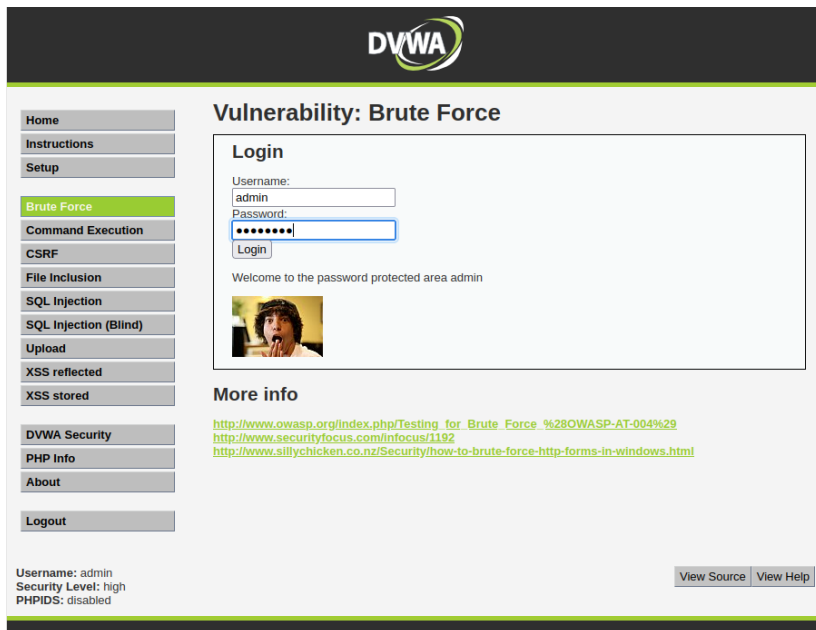 DVWA
Vulnerability: Brute Force
Home
Instructions
Setup
Brute Force
Command Execution
CSRF
File Inclusion
SQL Injection
SQL Injection (Blind)
Upload
XSS reflected
XSS stored
DVWA Security
PHP Info
About
Logout
Login
Username:
admin
Password:
••••••••
Login
Welcome to the password protected area admin
More info
http://www.owasp.org/index.php/Testing_for_Brute_Force_%28OWASP-AT-004%29
http://www.securityfocus.com/infocus/1192
http://www.sillychicken.co.nz/Security/how-to-brute-force-http-forms-in-windows.html
Username: admin
Security Level: high
PHPIDS: disabled
View Source View Help